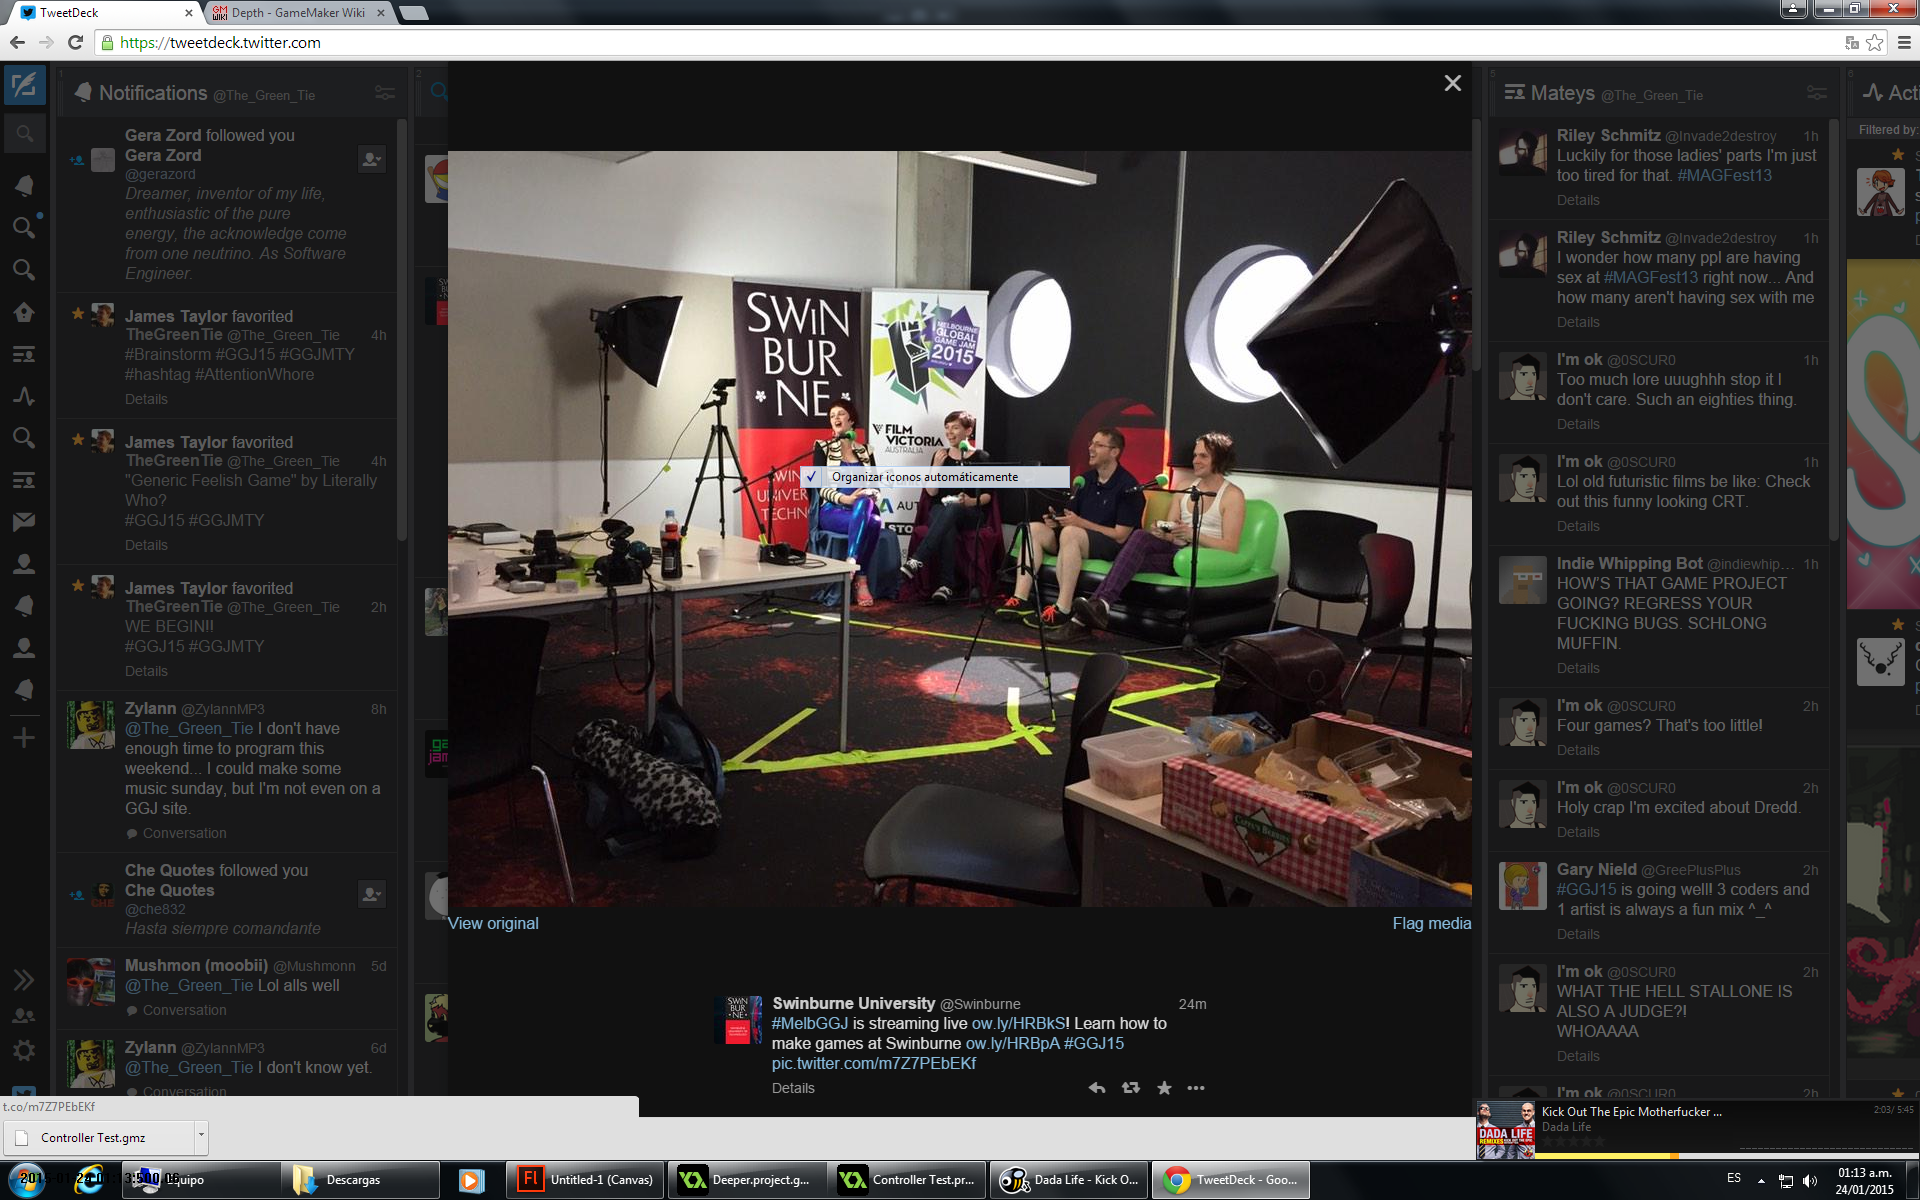 TweetDeck
Depth - GameMaker Wiki
https://tweetdeck.twitter.com
1
Notifications @The_Green_Tie
Gera Zord followed you
Gera Zord
@gerazord
Dreamer, inventor of my life,
enthusiastic of the pure
energy, the acknowledge come
from one neutrino. As Software
Engineer.
James Taylor favorited
TheGreenTie @The_Green_Tie 4h
#Brainstorm #GGJ15 #GGJMTY
#hashtag #AttentionWhore
Details
James Taylor favorited
TheGreenTie @The_Green_Tie 4h
"Generic Feelish Game" by Literally
Who?
#GGJ15 #GGJMTY
Details
James Taylor favorited
TheGreenTie @The_Green_Tie 2h
WE BEGIN!!
#GGJ15 #GGJMTY
Details
Zylann @ZylannMP3 8h
@The_Green_Tie I don't have
enough time to program this
weekend... I could make some
music sunday, but I'm not even on a
GGJ site.
Conversation
Che Quotes followed you
Che Quotes
@che832
Hasta siempre comandante
Mushmon (moobii) @Mushmonn 5d
@The_Green_Tie Lol alls well
Conversation
Zylann @ZylannMP3 6d
@The_Green_Tie I don't know yet.
Conversation
2
SWiN
BUR
NE
MELBOURNE
GLOBAL
GAME JAM
2015
FILM
VICTORIA
AUSTRALIA
Organizar iconos automáticamente
View original
Flag media
Swinburne University @Swinburne 24m
#MelbGGJ is streaming live ow.ly/HRBkS! Learn how to
make games at Swinburne ow.ly/HRBpA #GGJ15
pic.twitter.com/m7Z7PEbEKf
Details
5
Mateys @The_Green_Tie
Riley Schmitz @Invade2destroy 1h
Luckily for those ladies' parts I'm just
too tired for that. #MAGFest13
Details
Riley Schmitz @Invade2destroy 1h
I wonder how many ppl are having
sex at #MAGFest13 right now... And
how many aren't having sex with me
Details
I'm ok @0SCUR0 1h
Too much lore uuughhh stop it I
don't care. Such an eighties thing.
Details
I'm ok @0SCUR0 1h
Lol old futuristic films be like: Check
out this funny looking CRT.
Details
Indie Whipping Bot @indiewhip... 1h
HOW'S THAT GAME PROJECT
GOING? REGRESS YOUR
FUCKING BUGS. SCHLONG
MUFFIN.
Details
I'm ok @0SCUR0 2h
Four games? That's too little!
Details
I'm ok @0SCUR0 2h
Holy crap I'm excited about Dredd.
Details
Gary Nield @GreePlusPlus 2h
#GGJ15 is going well! 3 coders and
1 artist is always a fun mix ^_^
Details
I'm ok @0SCUR0 2h
WHAT THE HELL STALLONE IS
ALSO A JUDGE?!
WHOAAAA
Details
I'm ok @0SCUR0 2h
6
Acti
Filtered by:
t.co/m7Z7PEbEKf
Controller Test.gmz
DADA LIFE
Kick Out The Epic Motherfucker ...
Dada Life
2:03/ 5:45
Equipo
Descargas
Untitled-1 (Canvas)
Deeper.project.g...
Controller Test.pr...
Dada Life - Kick O...
TweetDeck - Goo...
ES
01:13 a.m.
24/01/2015